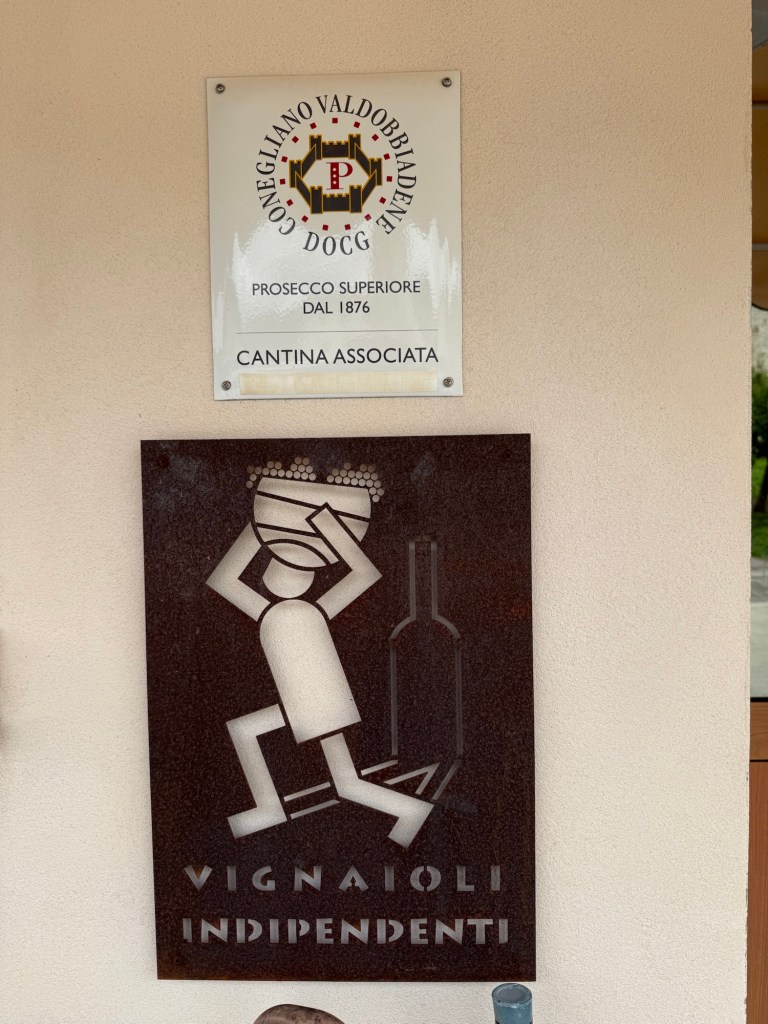 CONEGLIANO VALDOBBIADENE
DOCG
P
PROSECCO SUPERIORE
DAL 1876
CANTINA ASSOCIATA
VIGNAIOLI
INDIPENDENTI